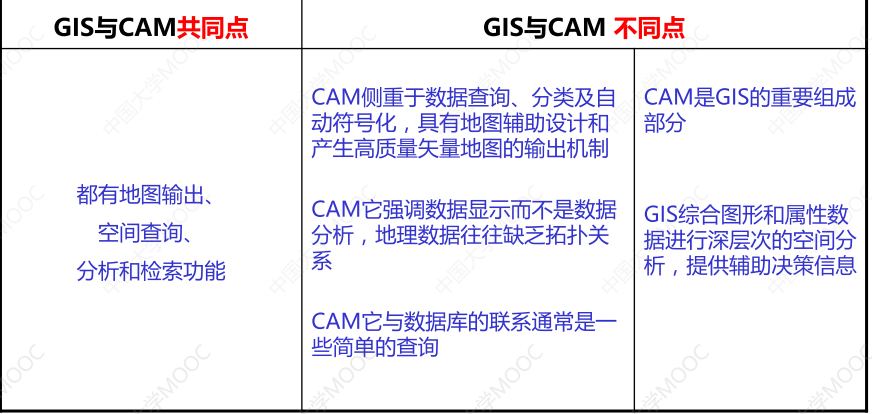 GIS与CAM共同点
GIS与CAM 不同点
都有地图输出、
空间查询、
分析和检索功能
CAM侧重于数据查询、分类及自
动符号化，具有地图辅助设计和
产生高质量矢量地图的输出机制
CAM它强调数据显示而不是数据
分析，地理数据往往缺乏拓扑关
系
CAM它与数据库的联系通常是一
些简单的查询
CAM是GIS的重要组成
部分
GIS综合图形和属性数
据进行深层次的空间分
析，提供辅助决策信息
中国大学MOOC